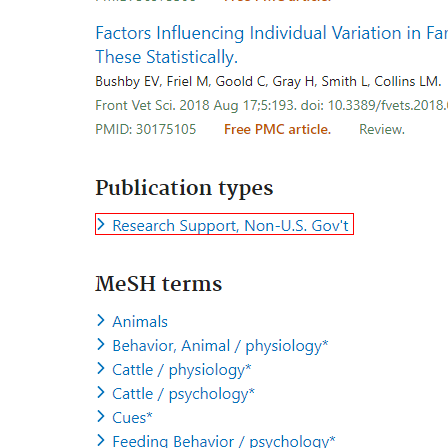 Factors Influencing Individual Variation in
These Statistically.
Bushby EV, Friel M, Goold C, Gray H, Smith L, Collins LM.
Front Vet Sci. 2018 Aug 17;5:193. doi: 10.3389/fvets.2018.
PMID: 30175105 Free PMC article. Review.
Publication types
Research Support, Non-U.S. Gov't
MeSH terms
Animals
Behavior, Animal / physiology*
Cattle / physiology*
Cattle / psychology*
Cues*
Feeding Behavior / psychology*